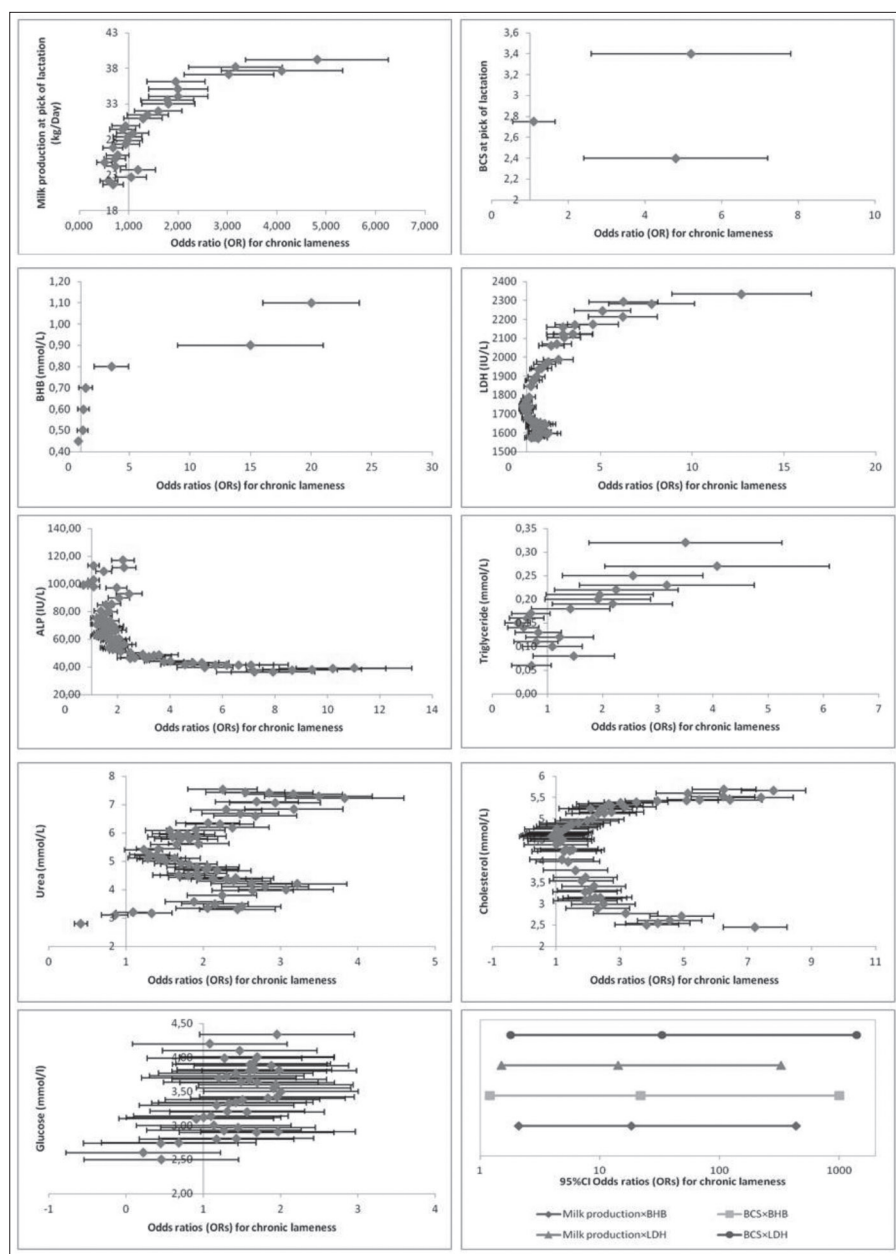 43
38
33
28
23
18
Milk production at pick of lactation
(kg/Day)
0,000 1,000 2,000 3,000 4,000 5,000 6,000 7,000
Odds ratio (OR) for chronic lameness
3,6
3,4
3,2
3
2,8
2,6
2,4
2,2
2
BCS at pick of lactation
0 2 4 6 8 10
Odds ratio (OR) for chronic lameness
1,20
1,10
1,00
0,90
0,80
0,70
0,60
0,50
0,40
BHB (mmol/L)
0 5 10 15 20 25 30
Odds ratios (ORs) for chronic lameness
2400
2300
2200
2100
2000
1900
1800
1700
1600
1500
LDH (IU/L)
0 5 10 15 20
Odds ratios (ORs) for chronic lameness
140,00
120,00
100,00
80,00
60,00
40,00
20,00
ALP (IU/L)
0 2 4 6 8 10 12 14
Odds ratios (ORs) for chronic lameness
0,35
0,30
0,25
0,20
0,15
0,10
0,05
0,00
Triglyceride (mmol/L)
0 1 2 3 4 5 6 7
Odds ratios (ORs) for chronic lameness
8
7
6
5
4
3
2
Urea (mmol/L)
0 1 2 3 4 5
Odds ratios (ORs) for chronic lameness
6
5,5
5
3,5
3
2,5
2
Cholesterol (mmol/L)
-1 1 3 5 7 9 11
Odds ratios (ORs) for chronic lameness
4,50
4,00
3,50
3,00
2,50
2,00
Glucose (mmol/l)
-1 0 1 2 3 4
Odds ratios (ORs) for chronic lameness
1 10 100 1000
95%CI Odds ratios (ORs) for chronic lameness
Milk production×BHB BCS×BHB
Milk production×LDH BCS×LDH